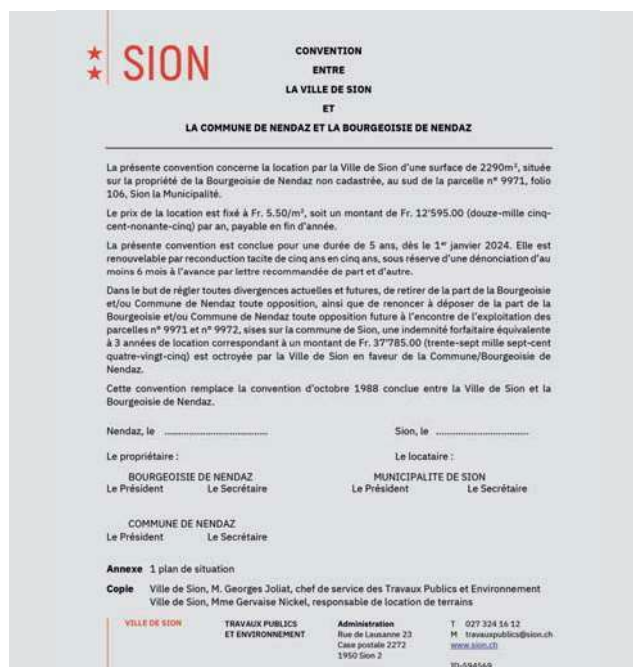 SION
CONVENTION
ENTRE
LA VILLE DE SION
ET
LA COMMUNE DE NENDAZ ET LA BOURGEOISIE DE NENDAZ
La présente convention concerne la location par la Ville de Sion d'une surface de 2290m², située
sur la propriété de la Bourgeoisie de Nendaz non cadastrée, au sud de la parcelle n° 9971, folio
106, Sion la Municipalité.
Le prix de la location est fixé à Fr. 5.50/m², soit un montant de Fr. 12'595.00 (douze-mille cinq-
cent-nonante-cinq) par an, payable en fin d'année.
La présente convention est conclue pour une durée de 5 ans, dès le 1er janvier 2024. Elle est
renouvelable par reconduction tacite de cinq ans en cinq ans, sous réserve d'une dénonciation d'au
moins 6 mois à l'avance par lettre recommandée de part et d'autre.
Dans le but de régler toutes divergences actuelles et futures, de retirer de la part de la Bourgeoisie
et/ou Commune de Nendaz toute opposition, ainsi que de renoncer à déposer de la part de la
Bourgeoisie et/ou Commune de Nendaz toute opposition future à l'encontre de l'exploitation des
parcelles n° 9971 et n° 9972, sises sur la commune de Sion, une indemnité forfaitaire équivalente
à 3 années de location correspondant à un montant de Fr. 37'785.00 (trente-sept mille sept-cent
quatre-vingt-cinq) est octroyée par la Ville de Sion en faveur de la Commune/Bourgeoisie de
Nendaz.
Cette convention remplace la convention d'octobre 1988 conclue entre la Ville de Sion et la
Bourgeoisie de Nendaz.
Nendaz, le ................................ Sion, le ................................
Le propriétaire : Le locataire :
BOURGEOISIE DE NENDAZ MUNICIPALITE DE SION
Le Président Le Secrétaire Le Président Le Secrétaire
COMMUNE DE NENDAZ
Le Président Le Secrétaire
Annexe 1 plan de situation
Copie Ville de Sion, M. Georges Joliat, chef de service des Travaux Publics et Environnement
Ville de Sion, Mme Gervaise Nickel, responsable de location de terrains
VILLE DE SION TRAVAUX PUBLICS Administration T 027 324 16 12
ET ENVIRONNEMENT Rue de Lausanne 23 M travauxpublics@sion.ch
Case postale 2272 www.sion.ch
1950 Sion 2
ID-594569